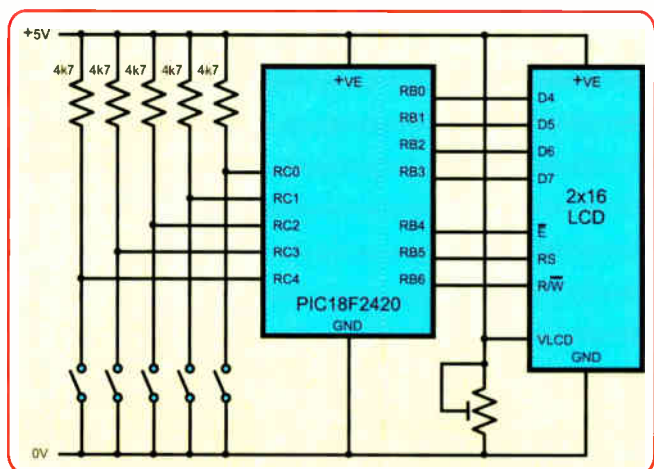 +5V
4k7 4k7 4k7 4k7 4k7
+VE
RB0
RB1
RB2
RB3
RC0
RC1
RC2
RC3
RC4
RB4
RB5
RB6
PIC18F2420
GND
+VE
D4
D5
D6
D7
2x16
LCD
E̅
RS
R/W̅
VLCD
GND
0V